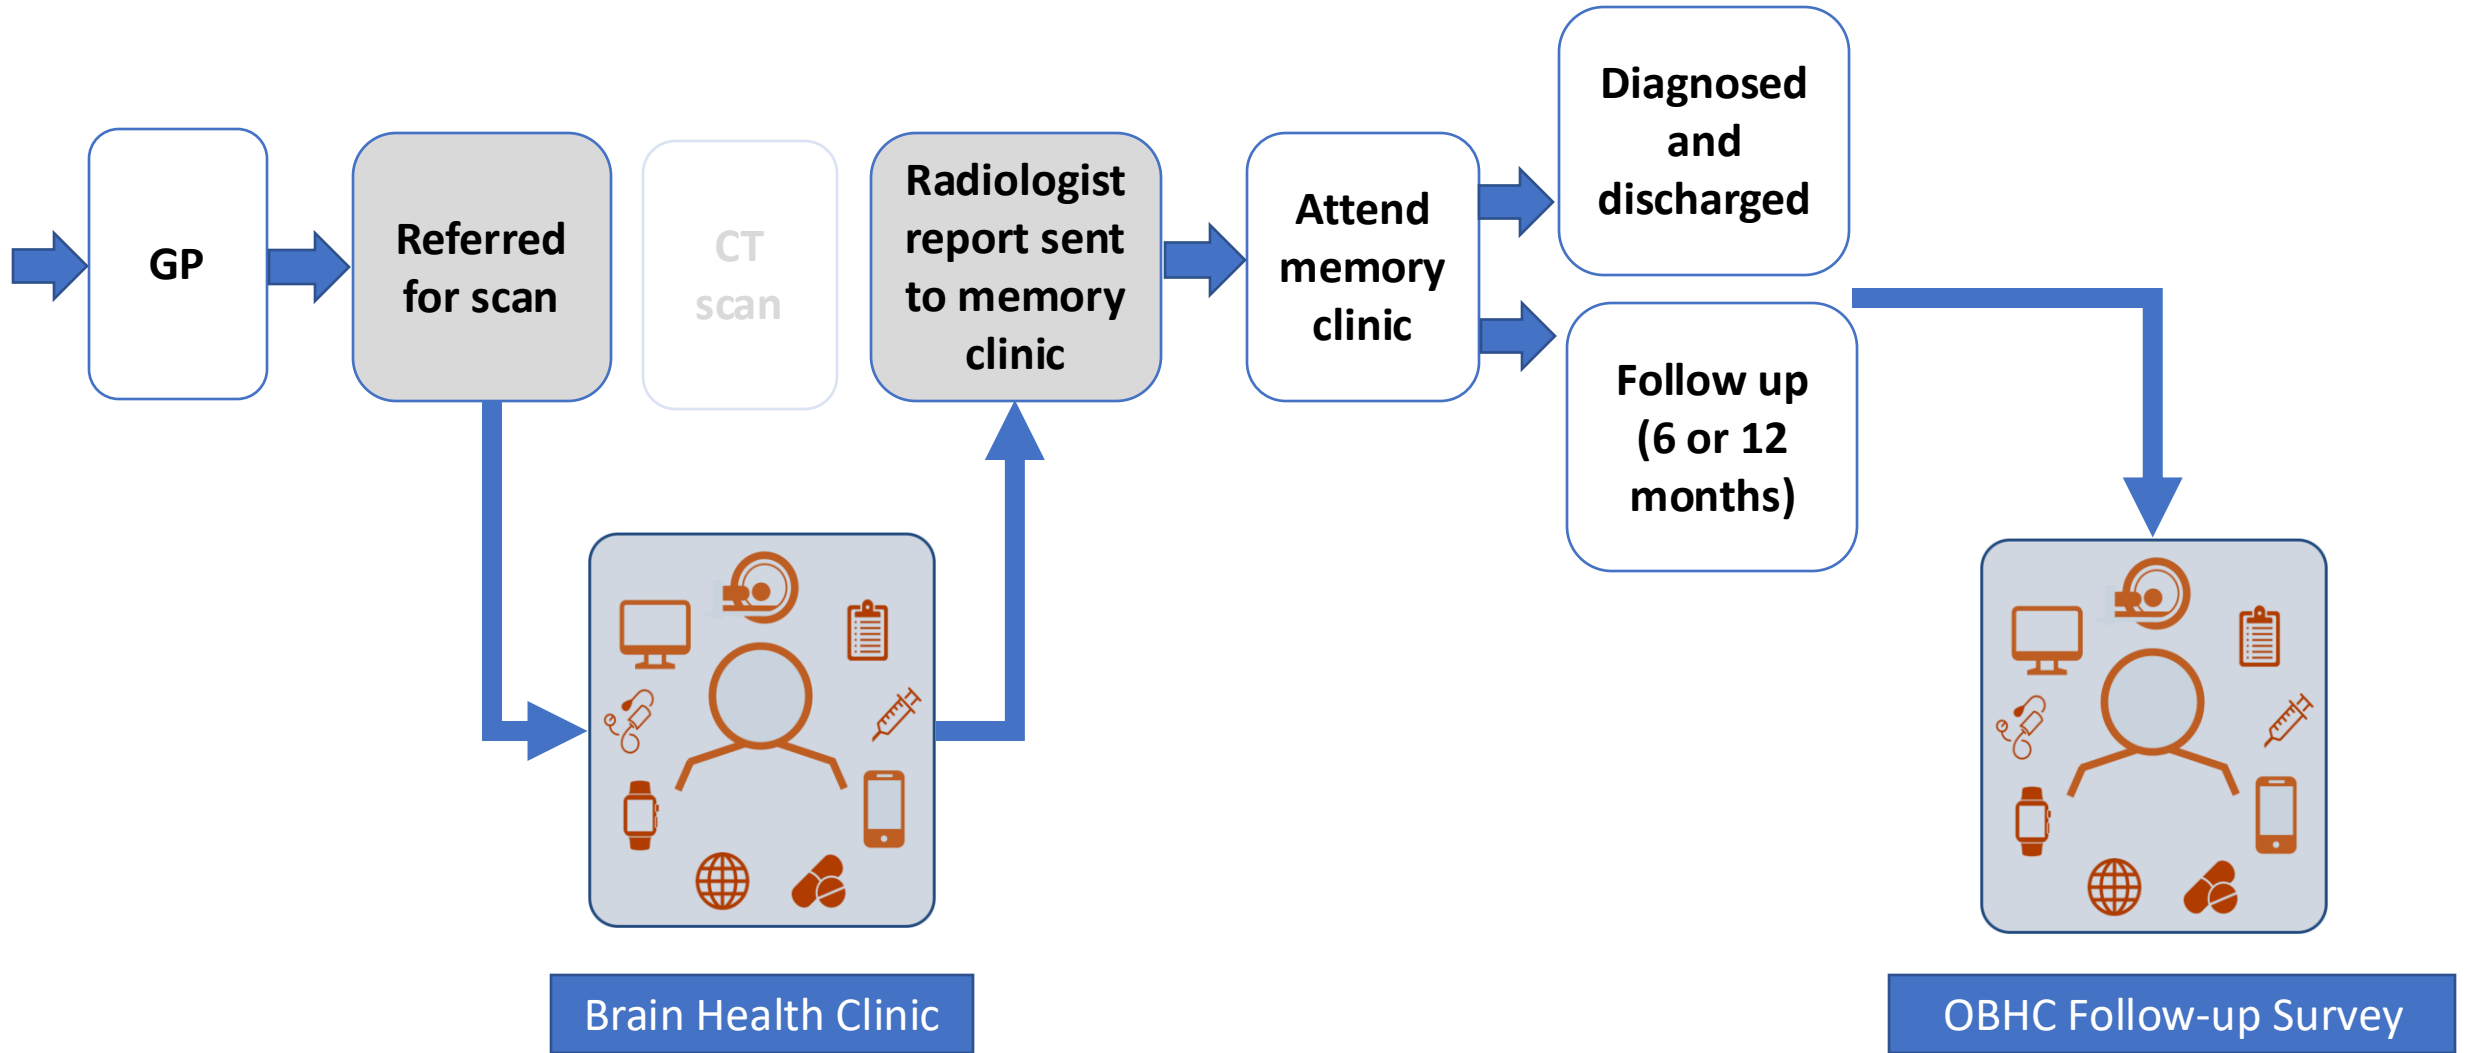 GP
Referred
for scan
CT
scan
Radiologist
report sent
to memory
clinic
Attend
memory
clinic
Diagnosed
and
discharged
Follow up
(6 or 12
months)
Brain Health Clinic
OBHC Follow-up Survey